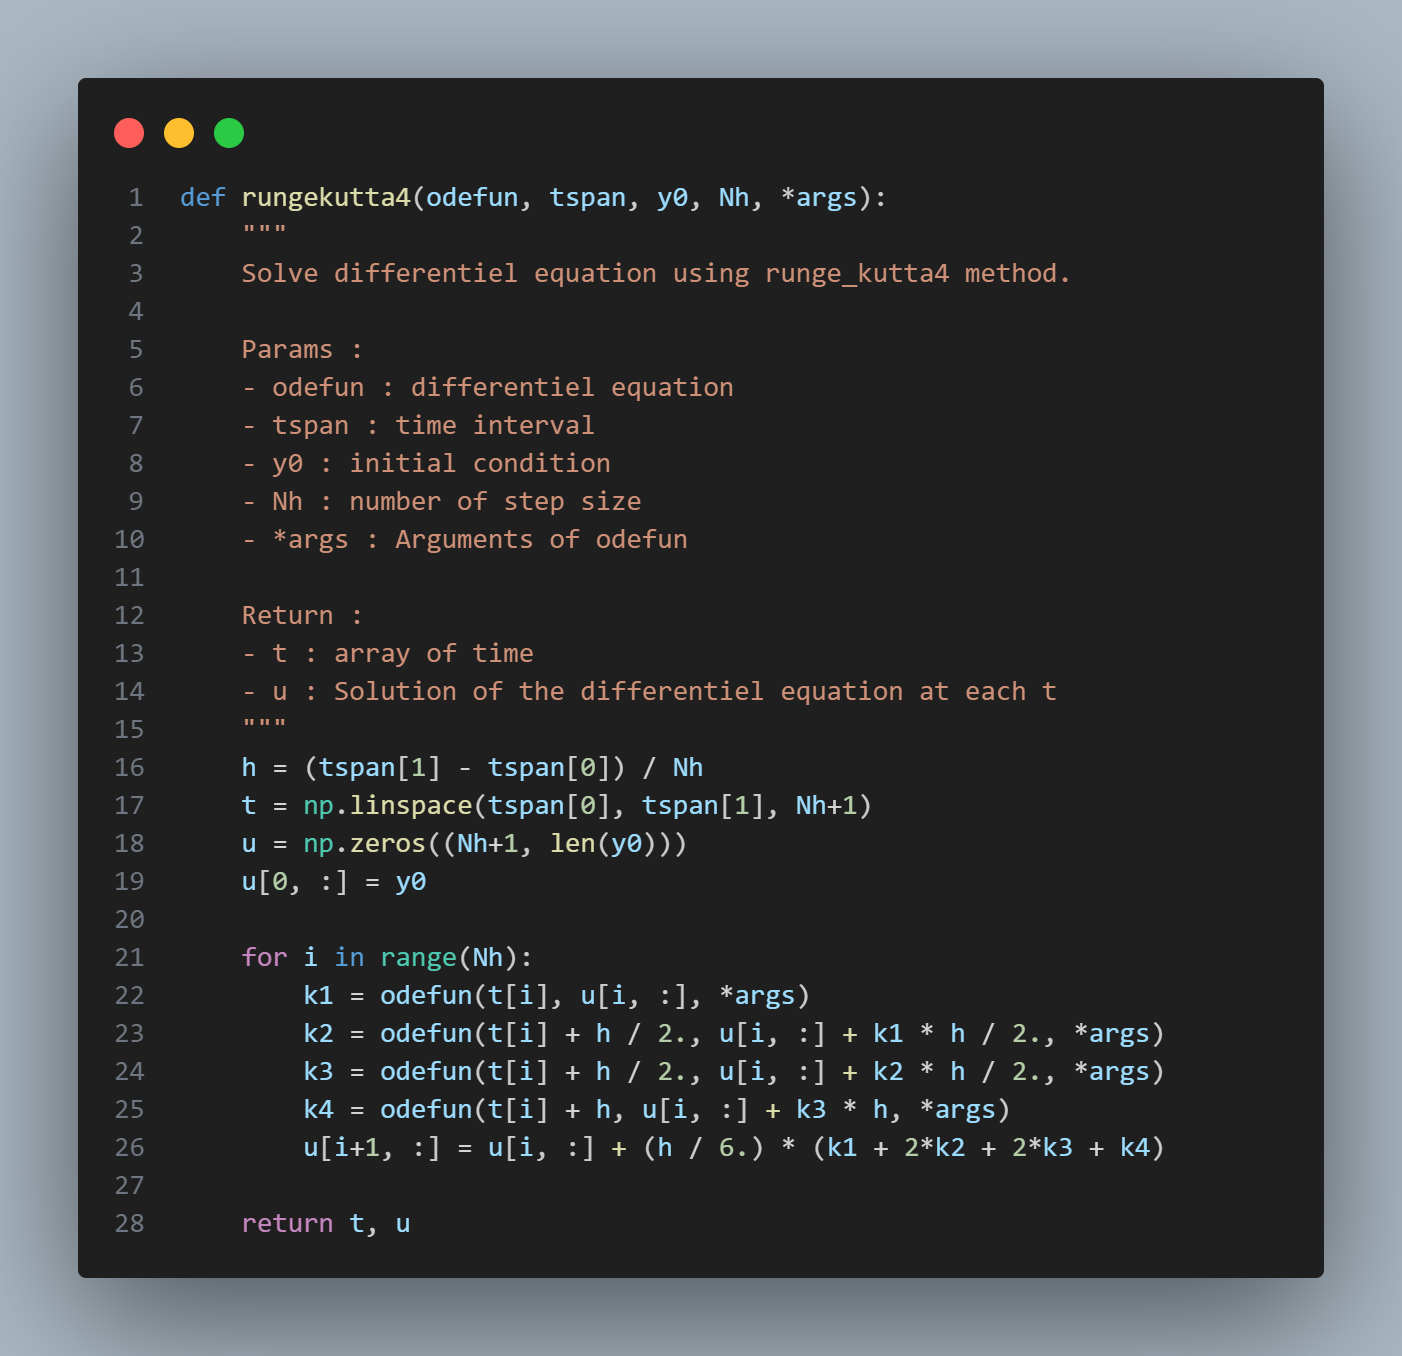 1 def rungekutta4(odefun, tspan, y0, Nh, *args):
2     """
3     Solve differentiel equation using runge_kutta4 method.
4
5     Params :
6     - odefun : differentiel equation
7     - tspan : time interval
8     - y0 : initial condition
9     - Nh : number of step size
10     - *args : Arguments of odefun
11
12     Return :
13     - t : array of time
14     - u : Solution of the differentiel equation at each t
15     """
16     h = (tspan[1] - tspan[0]) / Nh
17     t = np.linspace(tspan[0], tspan[1], Nh+1)
18     u = np.zeros((Nh+1, len(y0)))
19     u[0, :] = y0
20
21     for i in range(Nh):
22         k1 = odefun(t[i], u[i, :], *args)
23         k2 = odefun(t[i] + h / 2., u[i, :] + k1 * h / 2., *args)
24         k3 = odefun(t[i] + h / 2., u[i, :] + k2 * h / 2., *args)
25         k4 = odefun(t[i] + h, u[i, :] + k3 * h, *args)
26         u[i+1, :] = u[i, :] + (h / 6.) * (k1 + 2*k2 + 2*k3 + k4)
27
28     return t, u